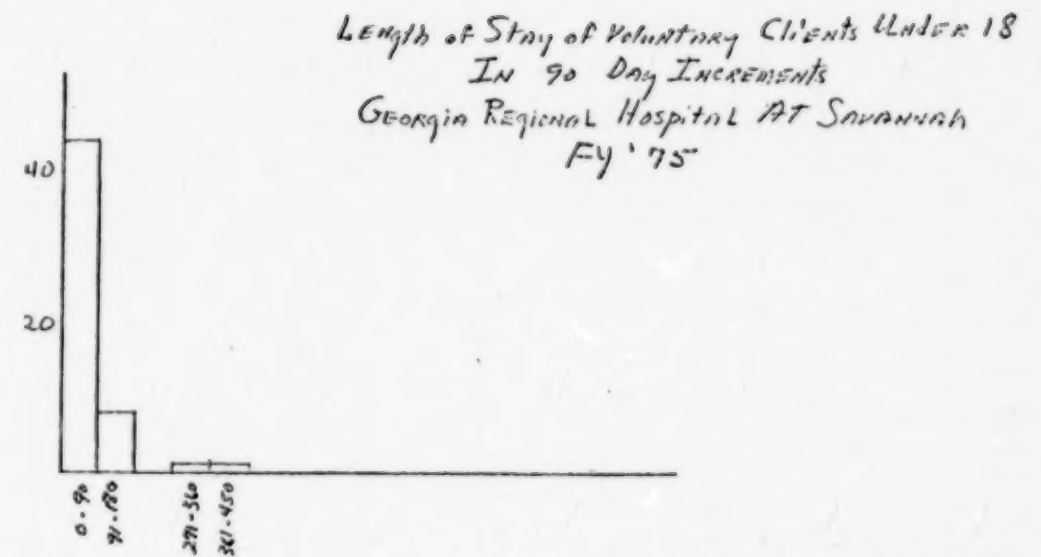 Length of Stay of Voluntary Clients Under 18
In 90 Day Increments
Georgia Regional Hospital At Savannah
FY '75
40
20
0-90
91-180
271-360
361-450